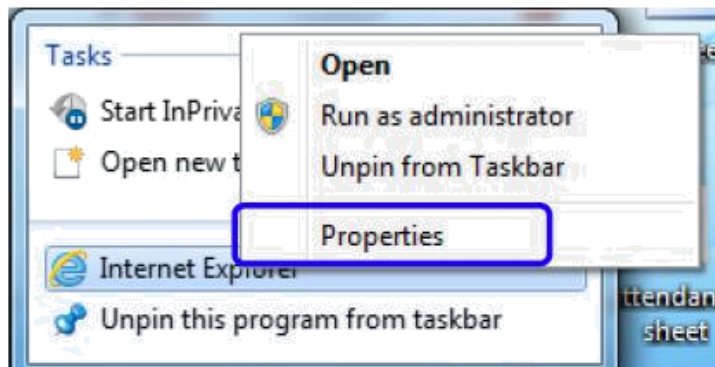 Tasks
Start InPriva
Open new t
Internet Explorer
Unpin this program from taskbar
Open
Run as administrator
Unpin from Taskbar
Properties
ttendan
sheet